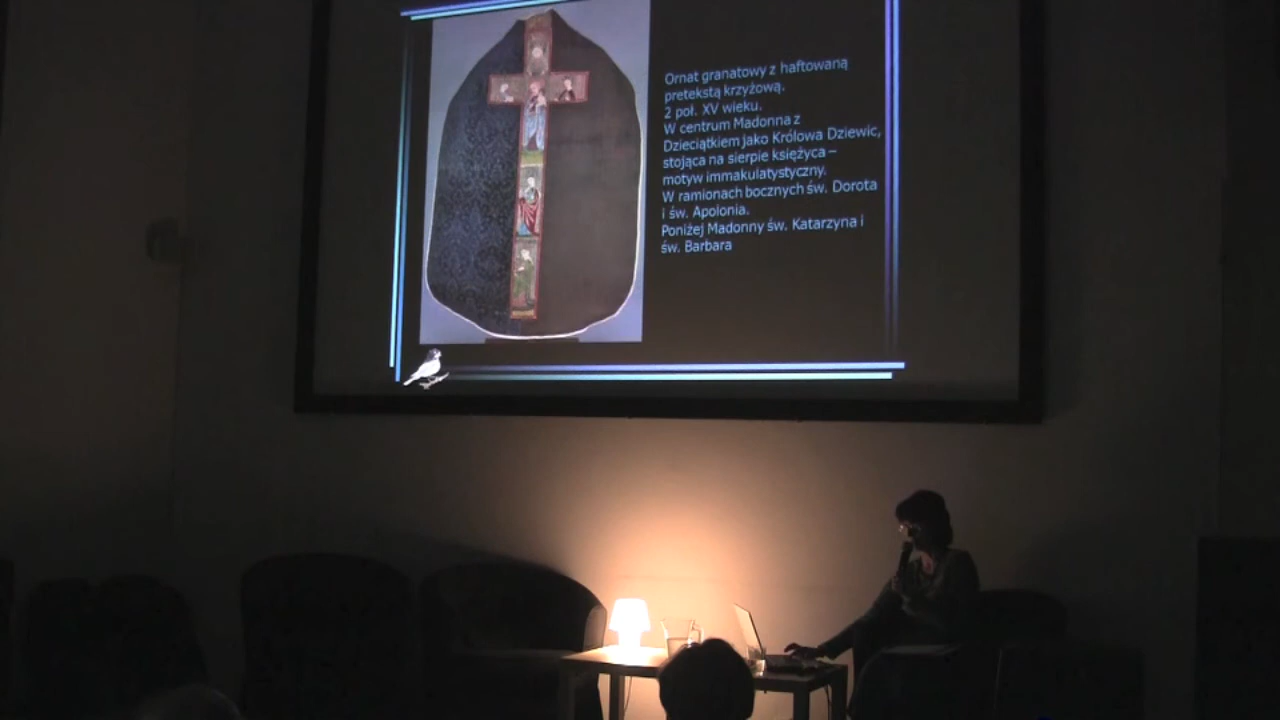 Ornat granatowy z haftowaną
pretekstą krzyżową.
2 poł. XV wieku.
W centrum Madonna z
Dzieciątkiem jako Królowa Dziewic,
stojąca na sierpie księżyca –
motyw immakulatystyczny.
W ramionach bocznych św. Dorota
i św. Apolonia.
Poniżej Madonny św. Katarzyna i
św. Barbara